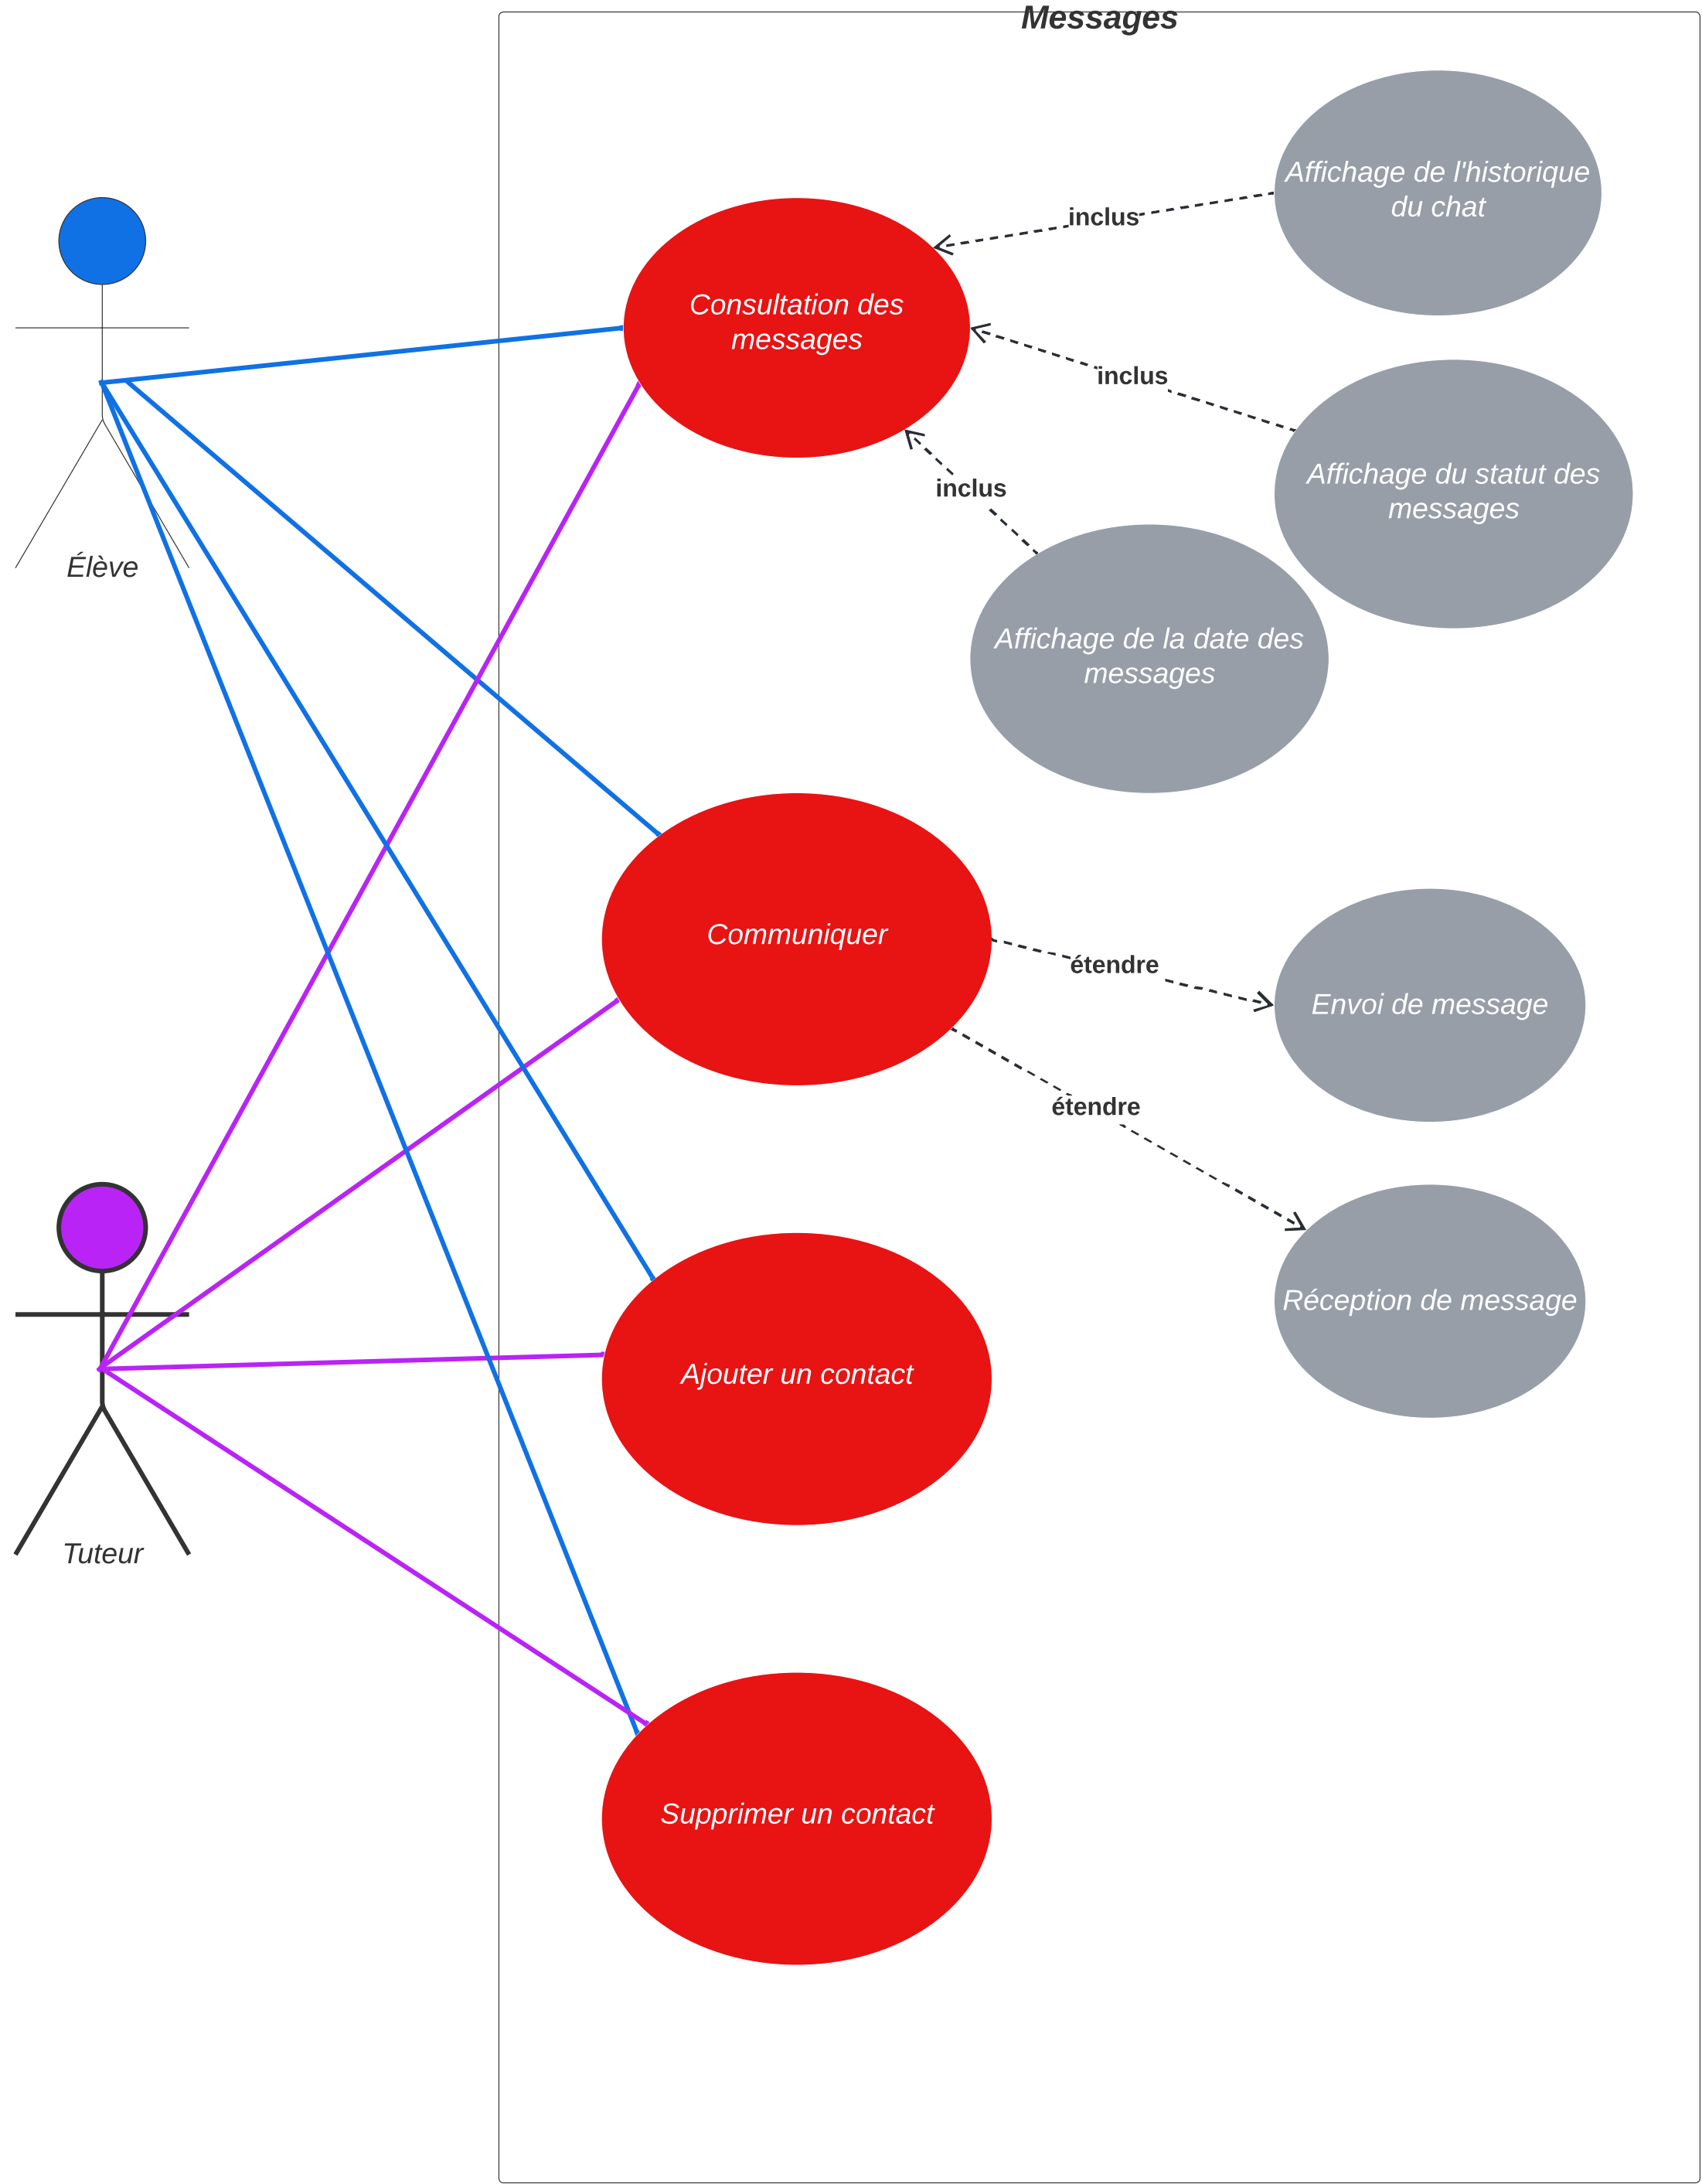 Messages
Affichage de l'historique
du chat
inclus
Consultation des
messages
inclus
Affichage du statut des
messages
inclus
Élève
Affichage de la date des
messages
Communiquer
étendre
Envoi de message
étendre
Réception de message
Ajouter un contact
Tuteur
Supprimer un contact